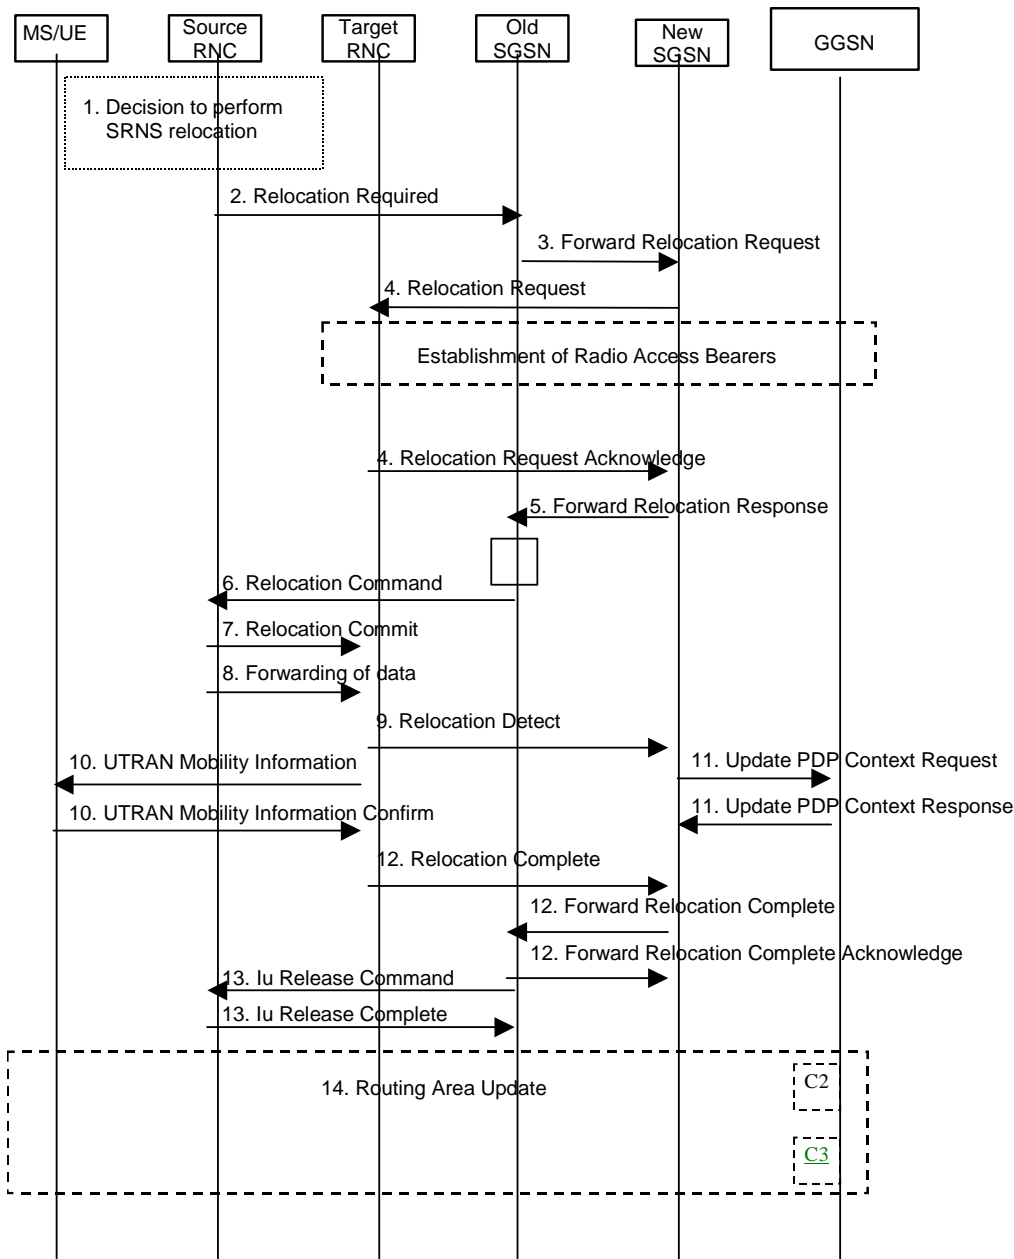 MS/UE
Source
RNC
Target
RNC
Old
SGSN
New
SGSN
GGSN
1. Decision to perform
SRNS relocation
2. Relocation Required
3. Forward Relocation Request
4. Relocation Request
Establishment of Radio Access Bearers
4. Relocation Request Acknowledge
5. Forward Relocation Response
6. Relocation Command
7. Relocation Commit
8. Forwarding of data
9. Relocation Detect
10. UTRAN Mobility Information
11. Update PDP Context Request
10. UTRAN Mobility Information Confirm
11. Update PDP Context Response
12. Relocation Complete
12. Forward Relocation Complete
12. Forward Relocation Complete Acknowledge
13. Iu Release Command
13. Iu Release Complete
14. Routing Area Update
C2
C3